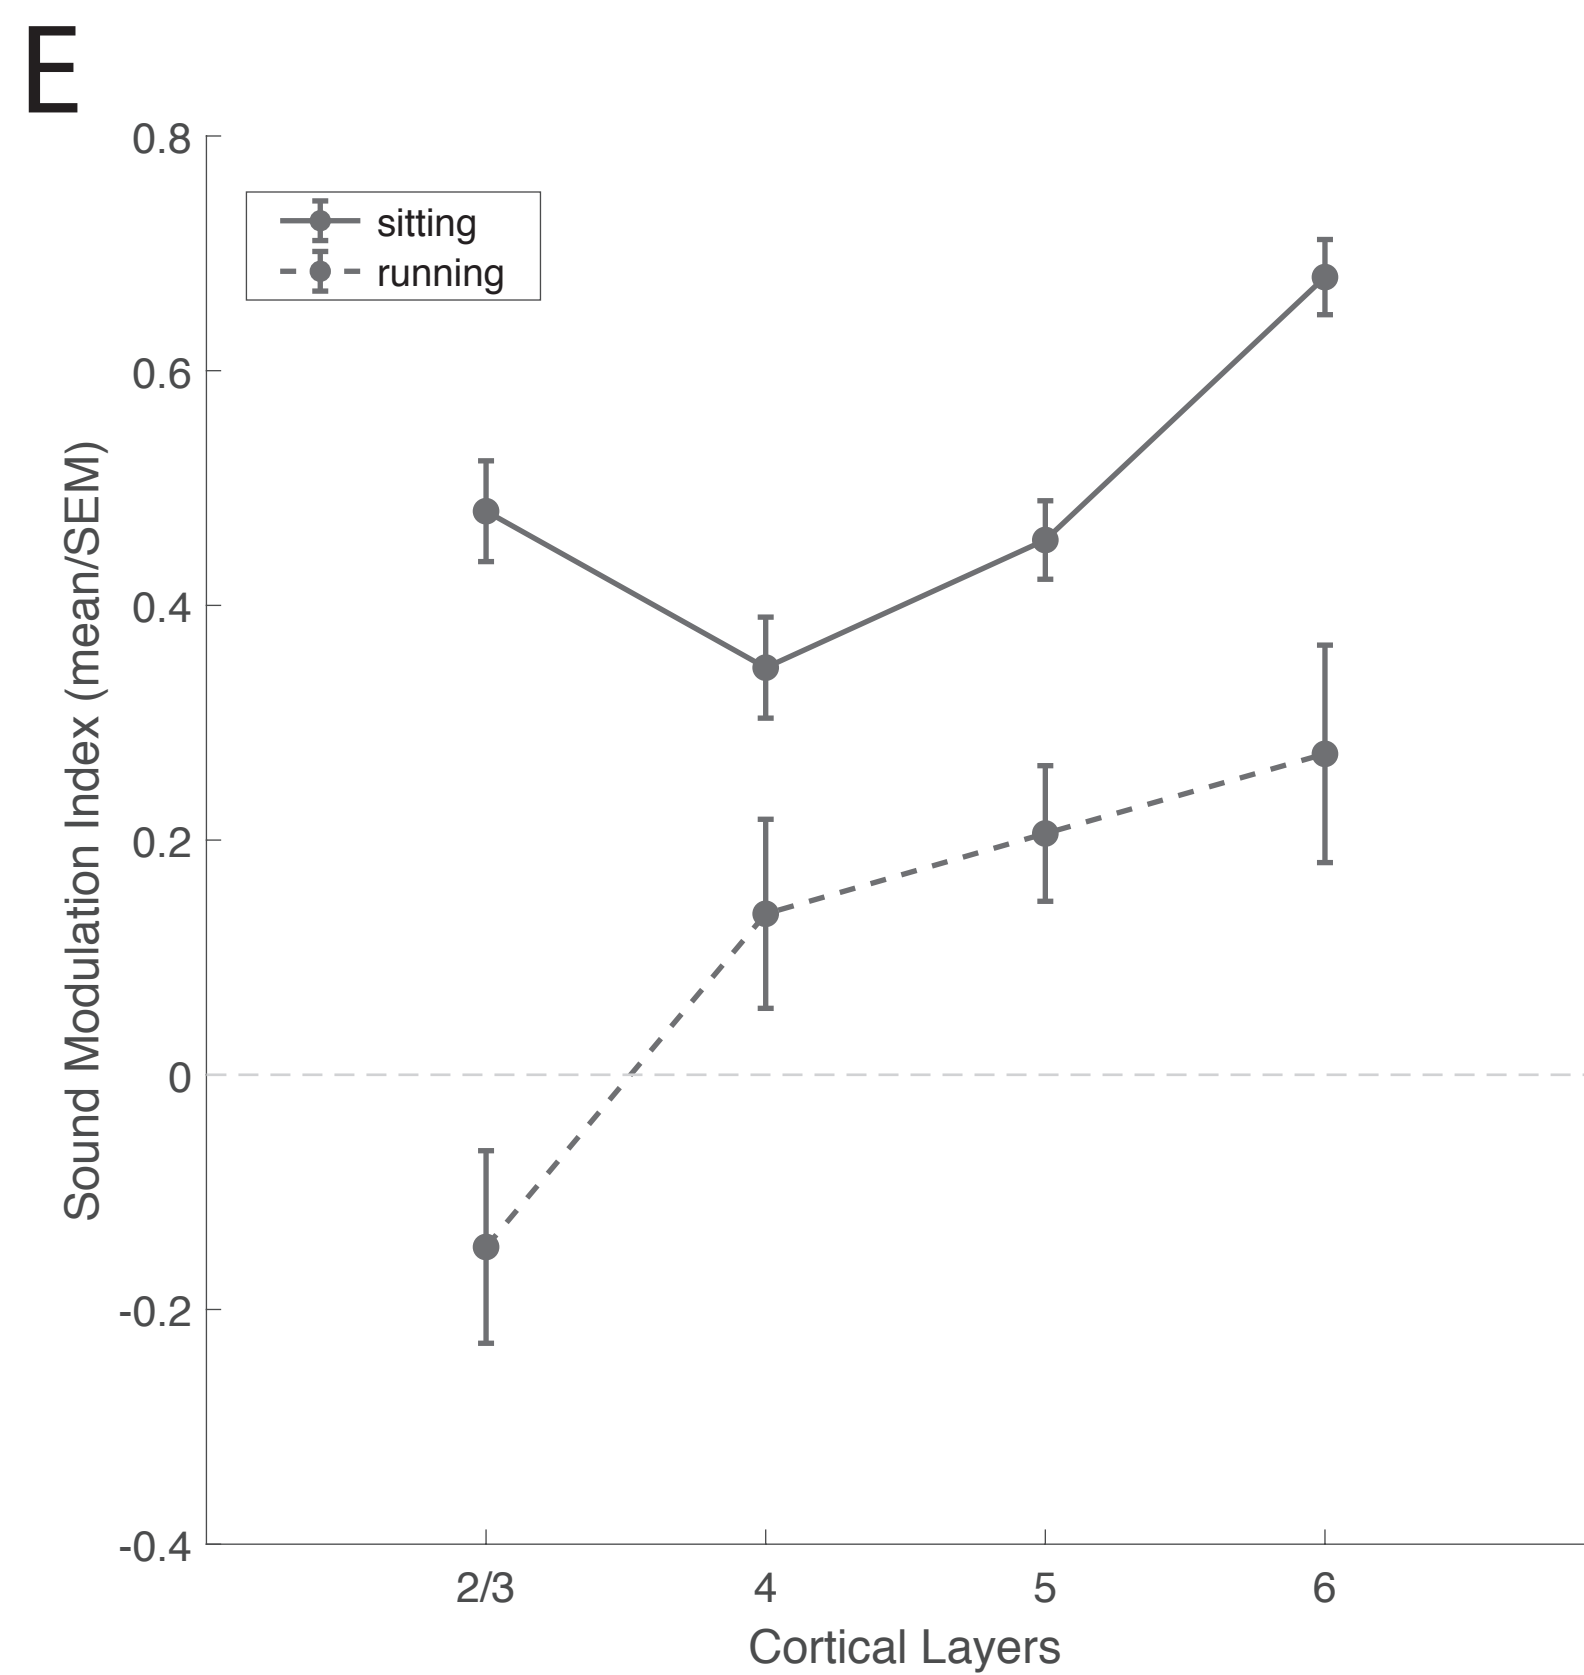 E
0.8
sitting
running
0.6
0.4
0.2
0
-0.2
-0.4
Sound Modulation Index (mean/SEM)
2/3 4 5 6
Cortical Layers